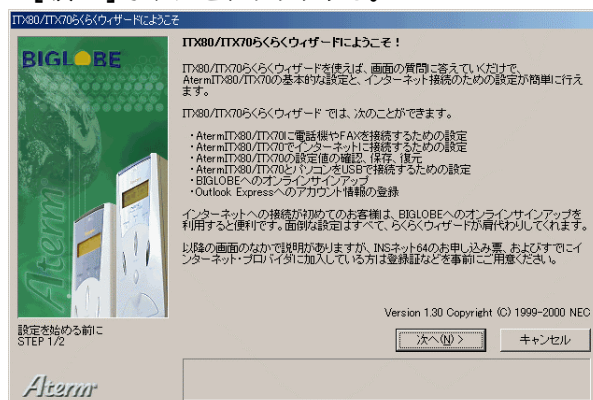 ITX80/ITX70らくらくウィザードにようこそ
BIGLOBE
Aterm
ITX80/ITX70らくらくウィザードにようこそ！
ITX80/ITX70らくらくウィザードを使えば、画面の質問に答えていくだけで、
AtermITX80/ITX70の基本的な設定と、インターネット接続のための設定が簡単に行え
ます。
ITX80/ITX70らくらくウィザード では、次のことができます。
・AtermITX80/ITX70に電話機やFAXを接続するための設定
・AtermITX80/ITX70でインターネットに接続するための設定
・AtermITX80/ITX70の設定値の確認、保存、復元
・AtermITX80/ITX70とパソコンをUSBで接続するための設定
・BIGLOBEへのオンラインサインアップ
・Outlook Expressへのアカウント情報の登録
インターネットへの接続が初めてのお客様は、BIGLOBEへのオンラインサインアップを
利用すると便利です。面倒な設定はすべて、らくらくウィザードが肩代わりしてくれます。
以降の画面のなかで説明がありますが、INSネット64のお申し込み票、およびすでにイ
ンターネット・プロバイダに加入している方は登録証などを事前にご用意ください。
Version 1.30 Copyright (C) 1999-2000 NEC
設定を始める前に
STEP 1/2
次へ(N) >
キャンセル
Aterm